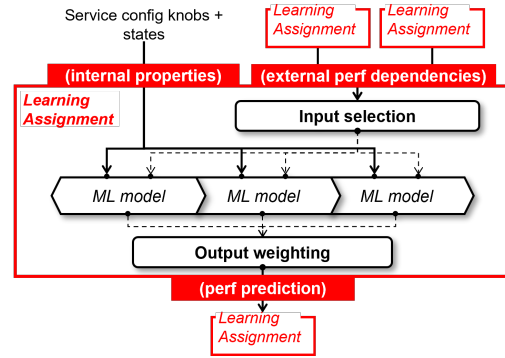 Service config knobs +
states
Learning
Assignment
Learning
Assignment
(internal properties)
(external perf dependencies)
Learning
Assignment
Input selection
ML model
ML model
ML model
Output weighting
(perf prediction)
Learning
Assignment